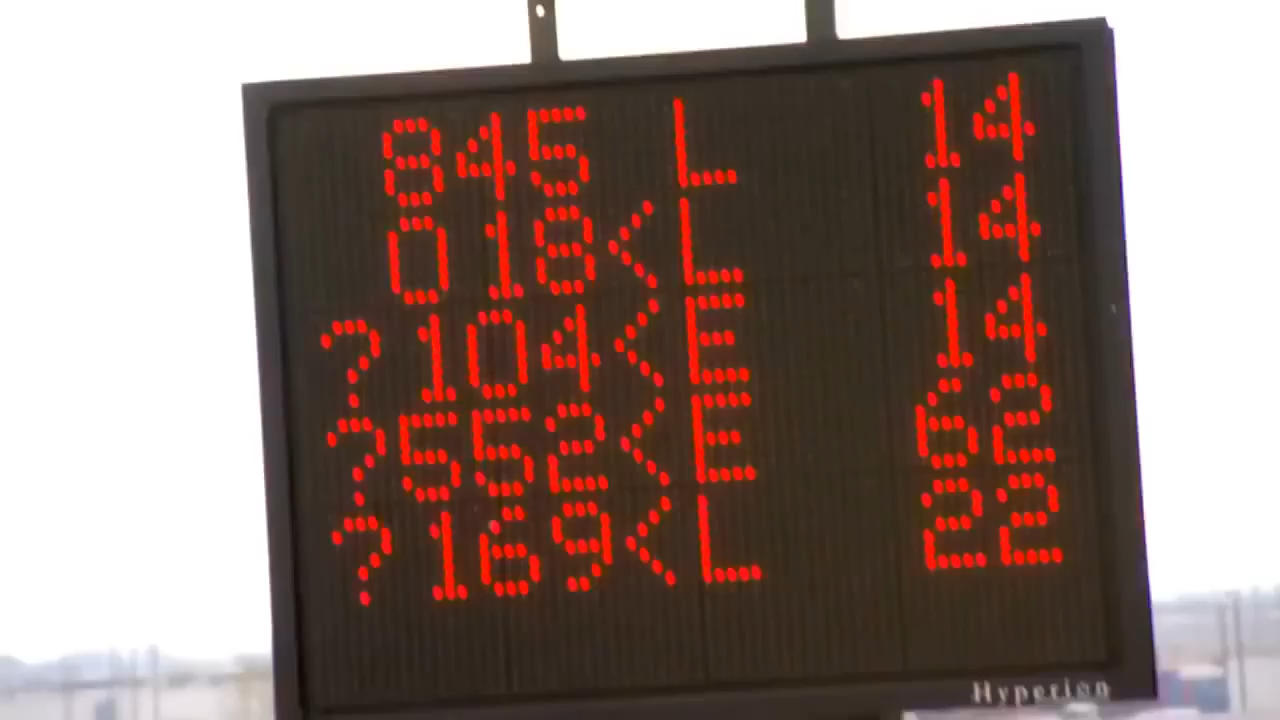 845 L 14
018< L 14
?104< E 14
?552< E 62
?169< L 22
Hyperion